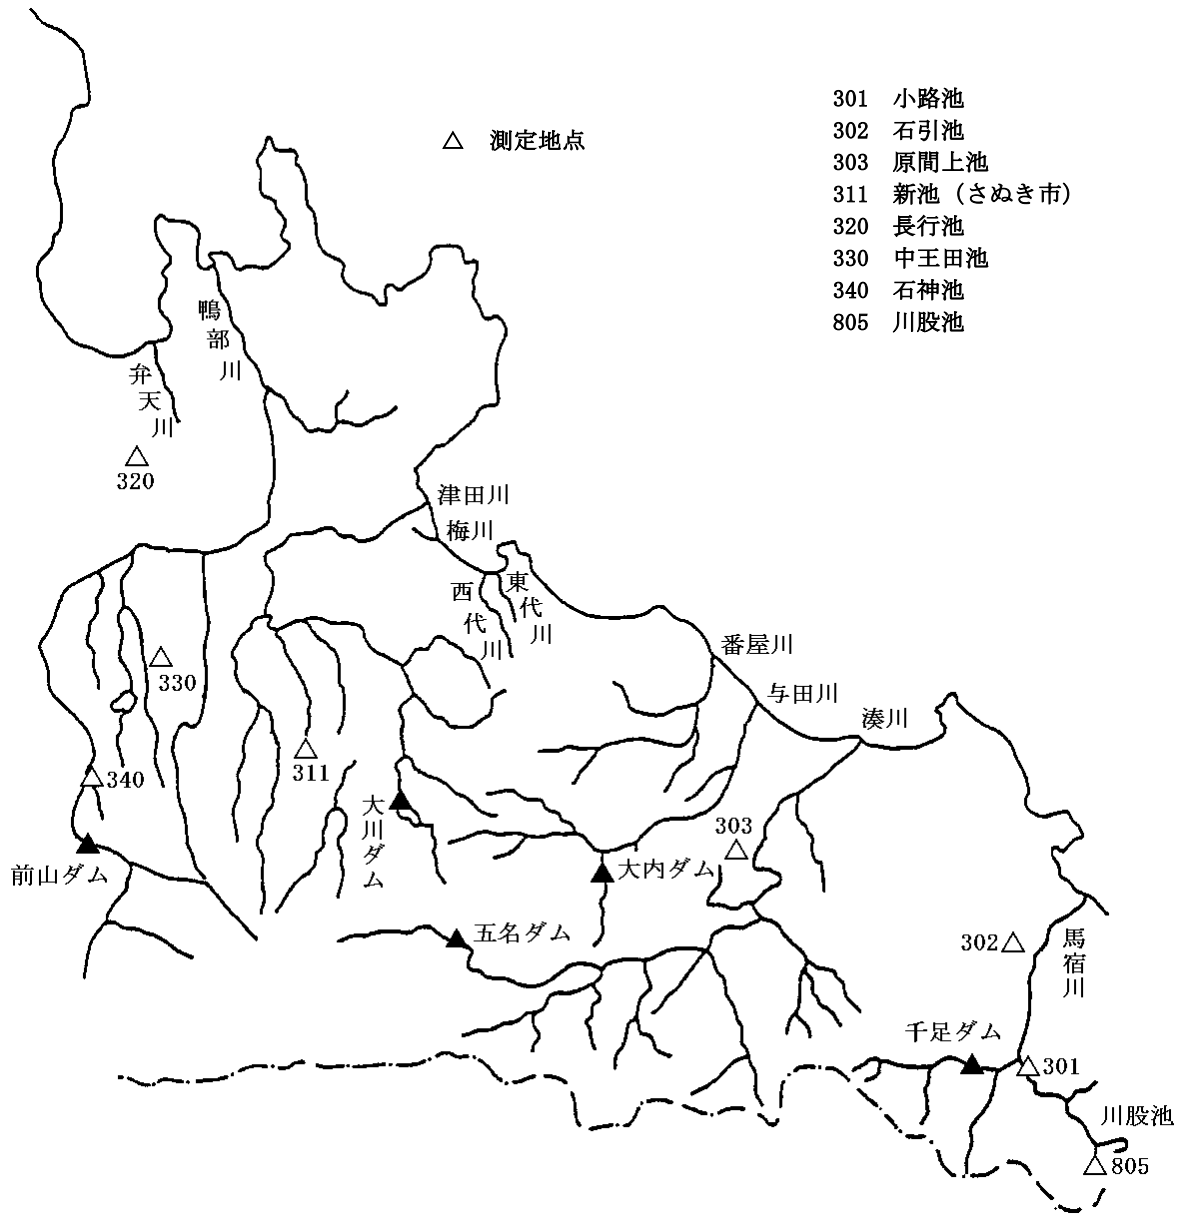 △ 測定地点
301 小路池
302 石引池
303 原間上池
311 新池（さぬき市）
320 長行池
330 中王田池
340 石神池
805 川股池
鴨部川
弁天川
320
津田川
梅川
西代川
東代川
番屋川
与田川
湊川
330
340
311
303
大川ダム
前山ダム
大内ダム
五名ダム
302
馬宿川
千足ダム
301
川股池
805